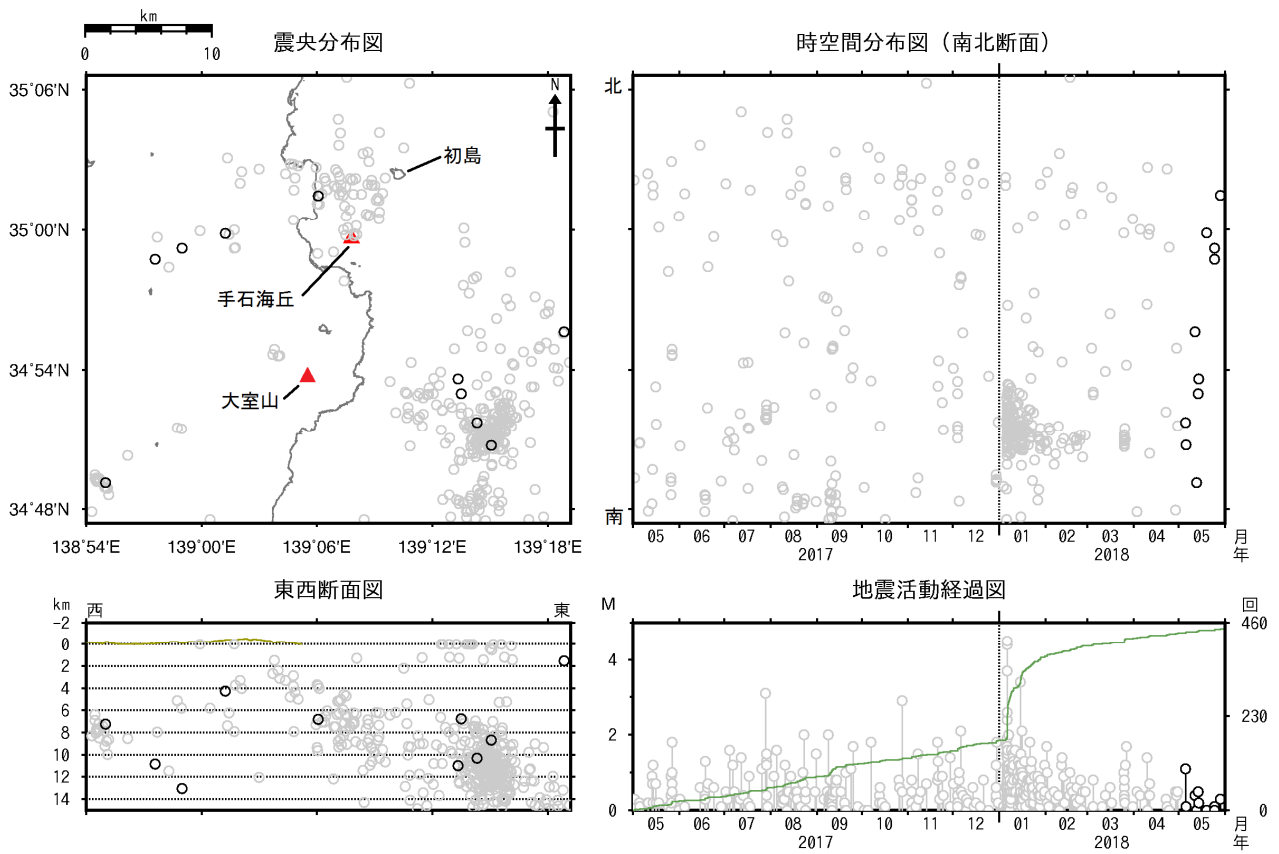 km
0 10
震央分布図
35°06'N
35°00'N
34°54'N
34°48'N
138°54'E 139°00'E 139°06'E 139°12'E 139°18'E
N
初島
手石海丘
大室山
時空間分布図（南北断面）
北
南
05 06 07 08 09 10 11 12 01 02 03 04 05 月
2017 2018 年
東西断面図
km 西 東
-2
0
2
4
6
8
10
12
14
地震活動経過図
M 回
4
2
0
460
230
0
05 06 07 08 09 10 11 12 01 02 03 04 05 月
2017 2018 年